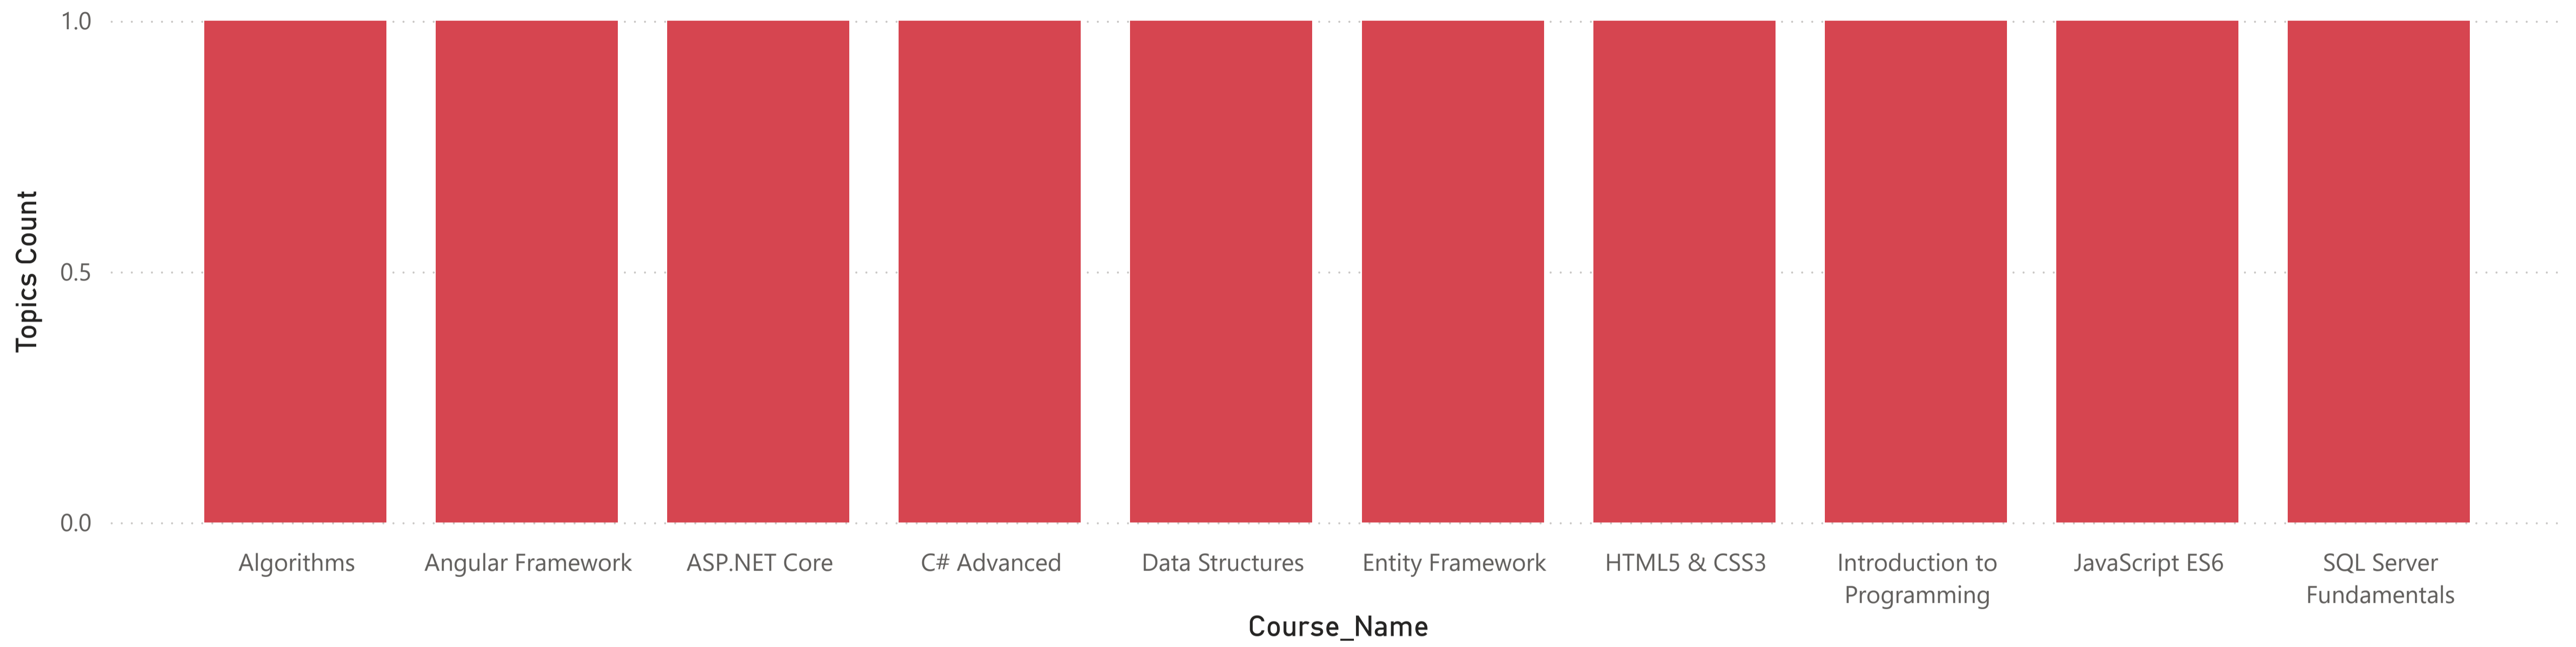 1.0
0.5
0.0
Topics Count
Algorithms
Angular Framework
ASP.NET Core
C# Advanced
Data Structures
Entity Framework
HTML5 & CSS3
Introduction to
Programming
JavaScript ES6
SQL Server
Fundamentals
Course_Name